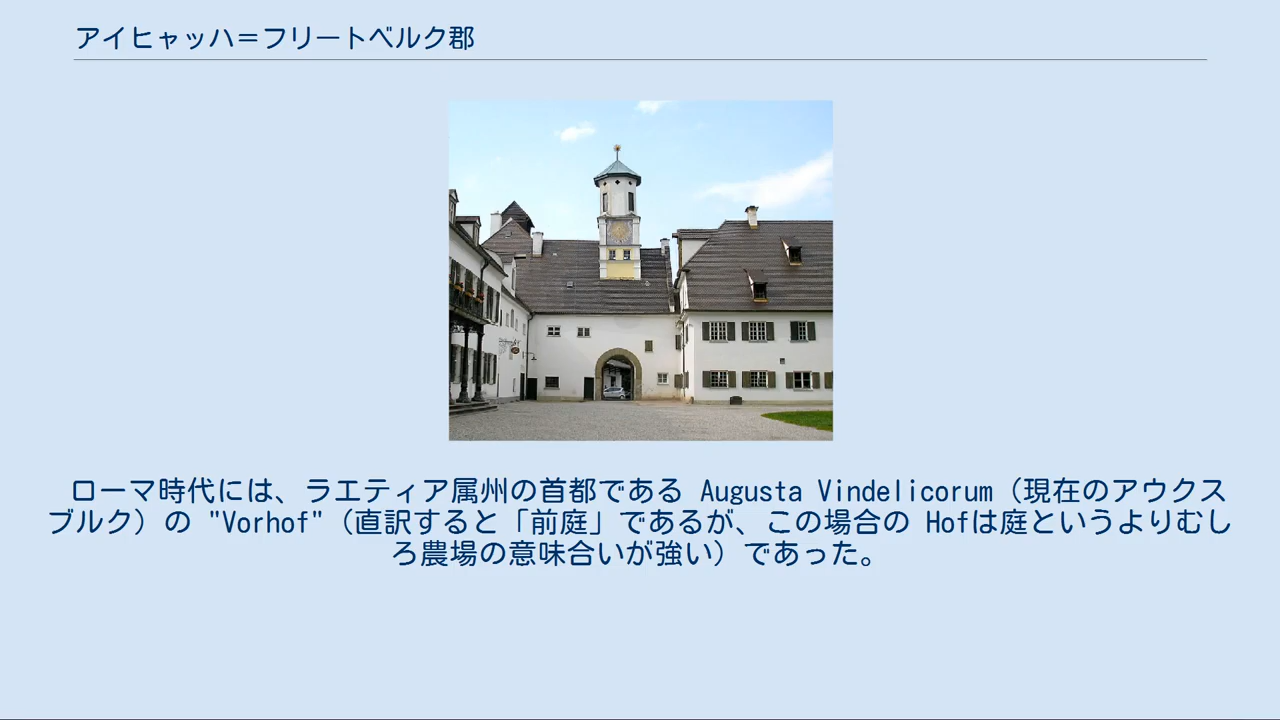 アイヒャッハ＝フリートベルク郡
ローマ時代には、ラエティア属州の首都である Augusta Vindelicorum（現在のアウクス
ブルク）の "Vorhof"（直訳すると「前庭」であるが、この場合の Hofは庭というよりむし
ろ農場の意味合いが強い）であった。